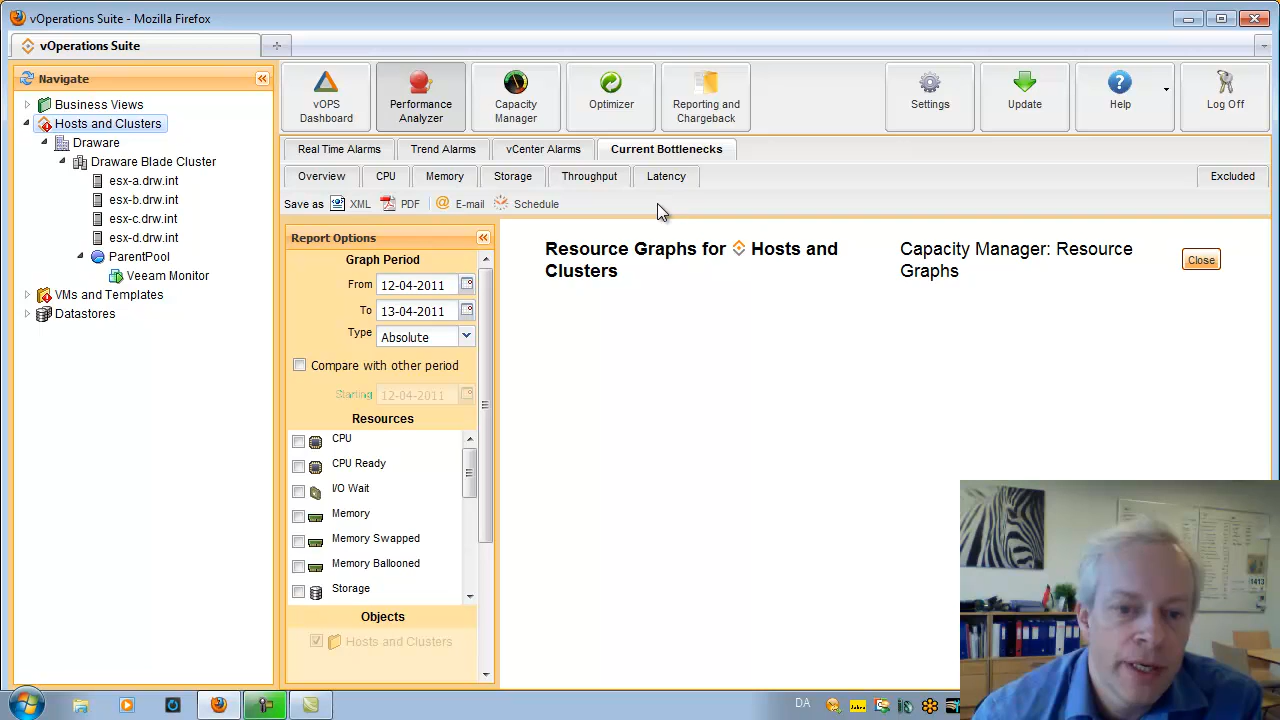 vOperations Suite - Mozilla Firefox
vOperations Suite
Navigate
Business Views
Hosts and Clusters
Draware
Draware Blade Cluster
esx-a.drw.int
esx-b.drw.int
esx-c.drw.int
esx-d.drw.int
ParentPool
Veeam Monitor
VMs and Templates
Datastores
vOPS
Dashboard
Performance
Analyzer
Capacity
Manager
Optimizer
Reporting and
Chargeback
Settings
Update
Help
Log Off
Real Time Alarms
Trend Alarms
vCenter Alarms
Current Bottlenecks
Overview
CPU
Memory
Storage
Throughput
Latency
Excluded
Save as XML PDF E-mail Schedule
Report Options
Graph Period
From 12-04-2011
To 13-04-2011
Type Absolute
Compare with other period
Starting 12-04-2011
Resources
CPU
CPU Ready
I/O Wait
Memory
Memory Swapped
Memory Ballooned
Storage
Objects
Hosts and Clusters
Resource Graphs for Hosts and
Clusters
Capacity Manager: Resource
Graphs
Close
DA